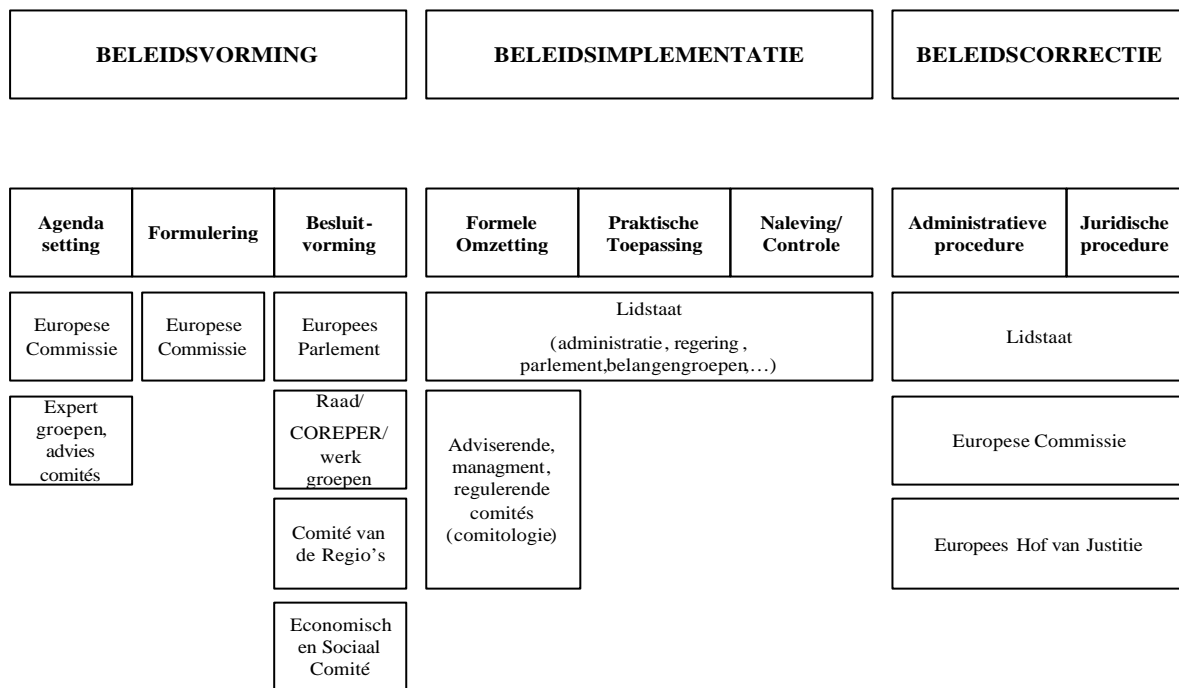 BELEIDSVORMING
BELEIDSIMPLEMENTATIE
BELEIDSCORRECTIE
Agenda
setting
Formulering
Besluit-
vorming
Formele
Omzetting
Praktische
Toepassing
Naleving/
Controle
Administratieve
procedure
Juridische
procedure
Europese
Commissie
Europese
Commissie
Europees
Parlement
Lidstaat
(administratie, regering,
parlement,belangengroepen,…)
Lidstaat
Expert
groepen,
advies
comités
Raad/
COREPER/
werk
groepen
Adviserende,
managment,
regulerende
comités
(comitologie)
Europese Commissie
Comité van
de Regio’s
Europees Hof van Justitie
Economisch
en Sociaal
Comité